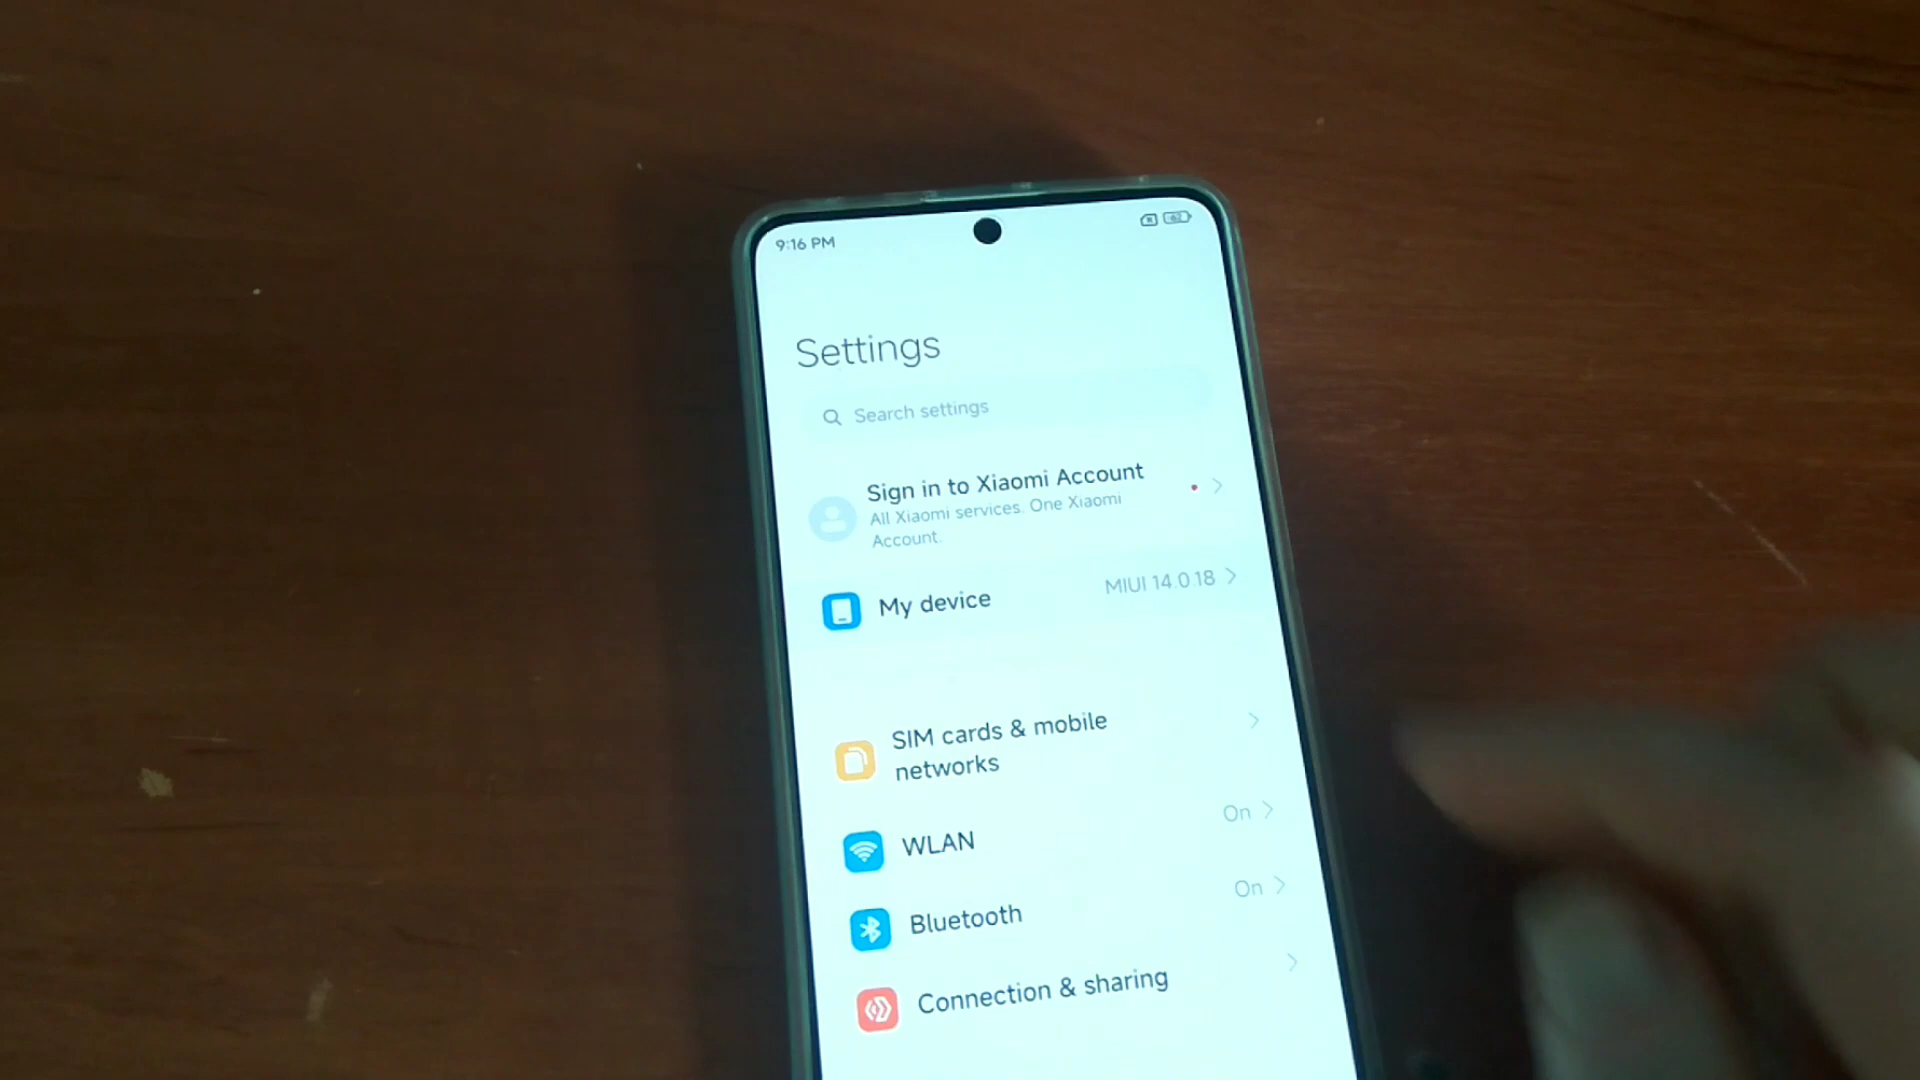 9:16 PM
Settings
Search settings
Sign in to Xiaomi Account
All Xiaomi services. One Xiaomi
Account.
My device
MIUI 14.0.18
SIM cards & mobile
networks
WLAN
On
Bluetooth
On
Connection & sharing